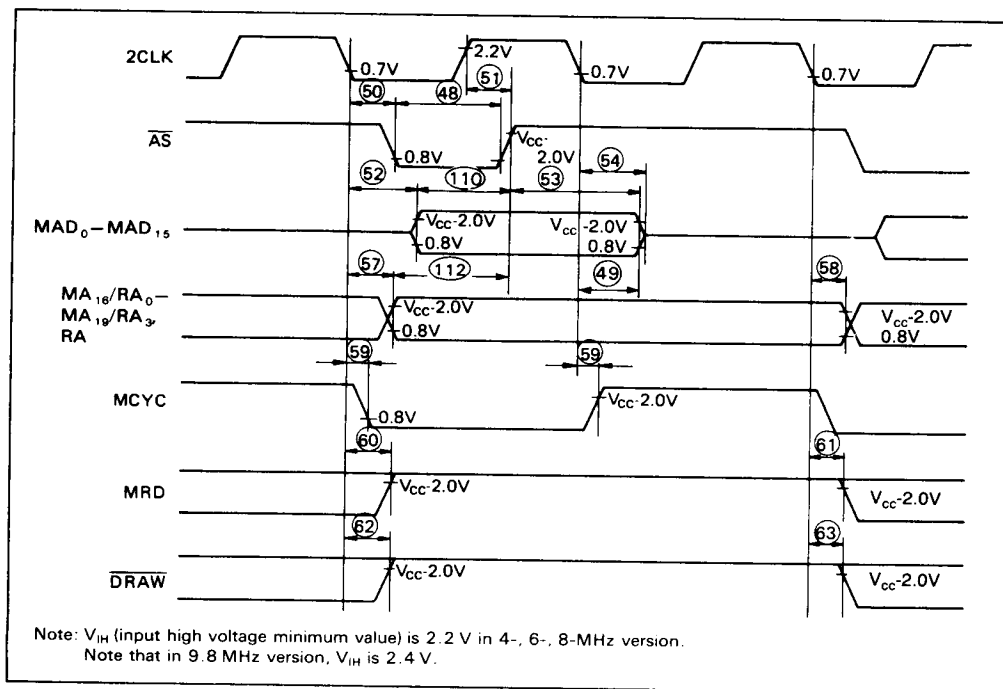 2CLK
0.7V
2.2V
0.7V
0.7V
50
48
51
AS
0.8V
VCC-
2.0V
52
110
53
54
MAD0−MAD15
VCC-2.0V
0.8V
VCC-2.0V
0.8V
57
112
49
58
MA16/RA0−
MA19/RA3,
RA
VCC-2.0V
0.8V
VCC-2.0V
0.8V
59
59
MCYC
0.8V
VCC-2.0V
60
61
MRD
VCC-2.0V
VCC-2.0V
62
63
DRAW
VCC-2.0V
VCC-2.0V
Note: VIH (input high voltage minimum value) is 2.2 V in 4-, 6-, 8-MHz version.
Note that in 9.8 MHz version, VIH is 2.4 V.